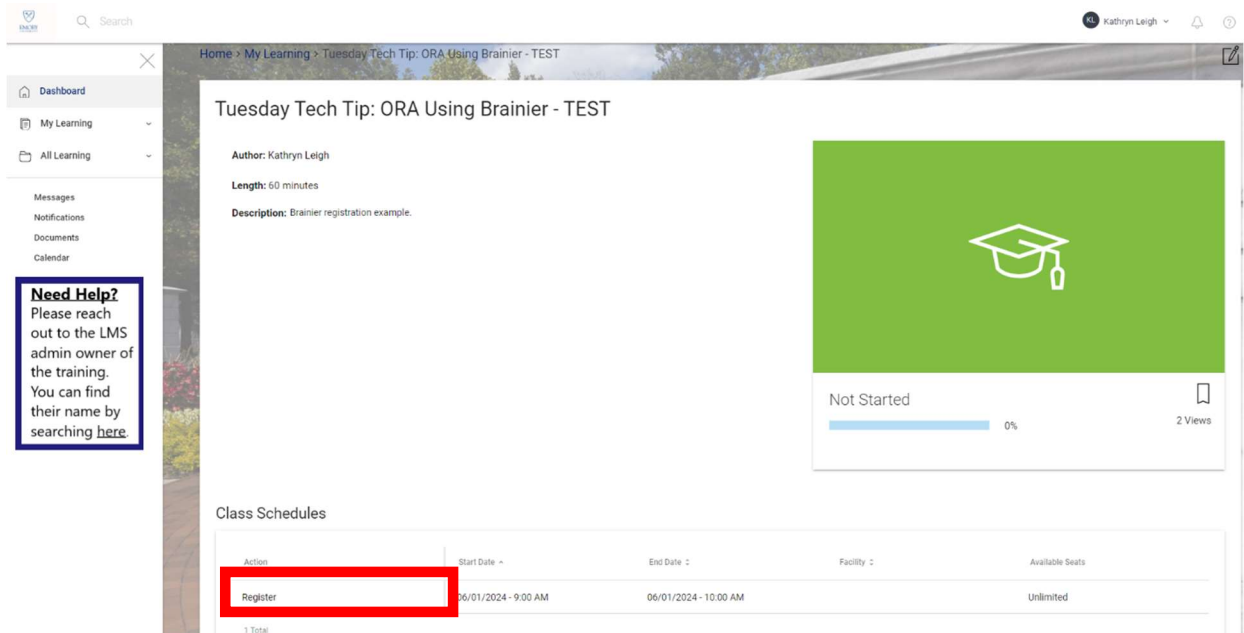 EMORY
Search
KL Kathryn Leigh
Home > My Learning > Tuesday Tech Tip: ORA Using Brainier - TEST
Dashboard
My Learning
All Learning
Messages
Notifications
Documents
Calendar
Need Help?
Please reach
out to the LMS
admin owner of
the training.
You can find
their name by
searching here.
Tuesday Tech Tip: ORA Using Brainier - TEST
Author: Kathryn Leigh
Length: 60 minutes
Description: Brainier registration example.
Not Started
0%
2 Views
Class Schedules
Action Start Date End Date Facility Available Seats
Register 06/01/2024 - 9:00 AM 06/01/2024 - 10:00 AM Unlimited
1 Total